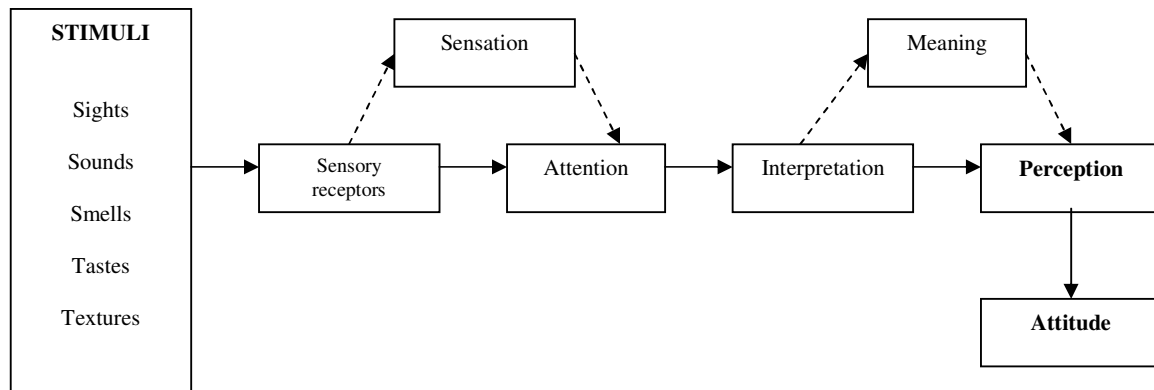 STIMULI
Sights
Sounds
Smells
Tastes
Textures
Sensation
Meaning
Sensory
receptors
Attention
Interpretation
Perception
Attitude